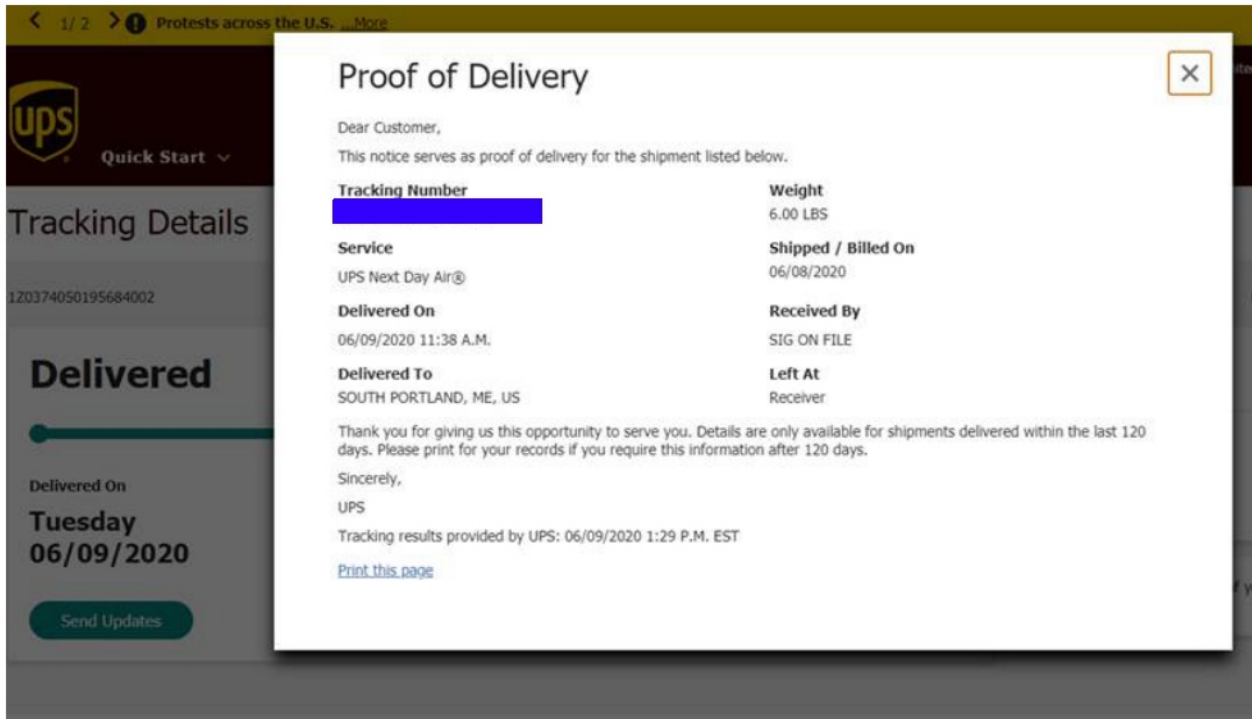 1/ 2 Protests across the U.S. ...More
ups
Quick Start
Tracking Details
1Z0374050195684002
Delivered
Delivered On
Tuesday
06/09/2020
Send Updates
Proof of Delivery
Dear Customer,
This notice serves as proof of delivery for the shipment listed below.
Tracking Number
Weight
6.00 LBS
Service
Shipped / Billed On
UPS Next Day Air®
06/08/2020
Delivered On
Received By
06/09/2020 11:38 A.M.
SIG ON FILE
Delivered To
Left At
SOUTH PORTLAND, ME, US
Receiver
Thank you for giving us this opportunity to serve you. Details are only available for shipments delivered within the last 120
days. Please print for your records if you require this information after 120 days.
Sincerely,
UPS
Tracking results provided by UPS: 06/09/2020 1:29 P.M. EST
Print this page